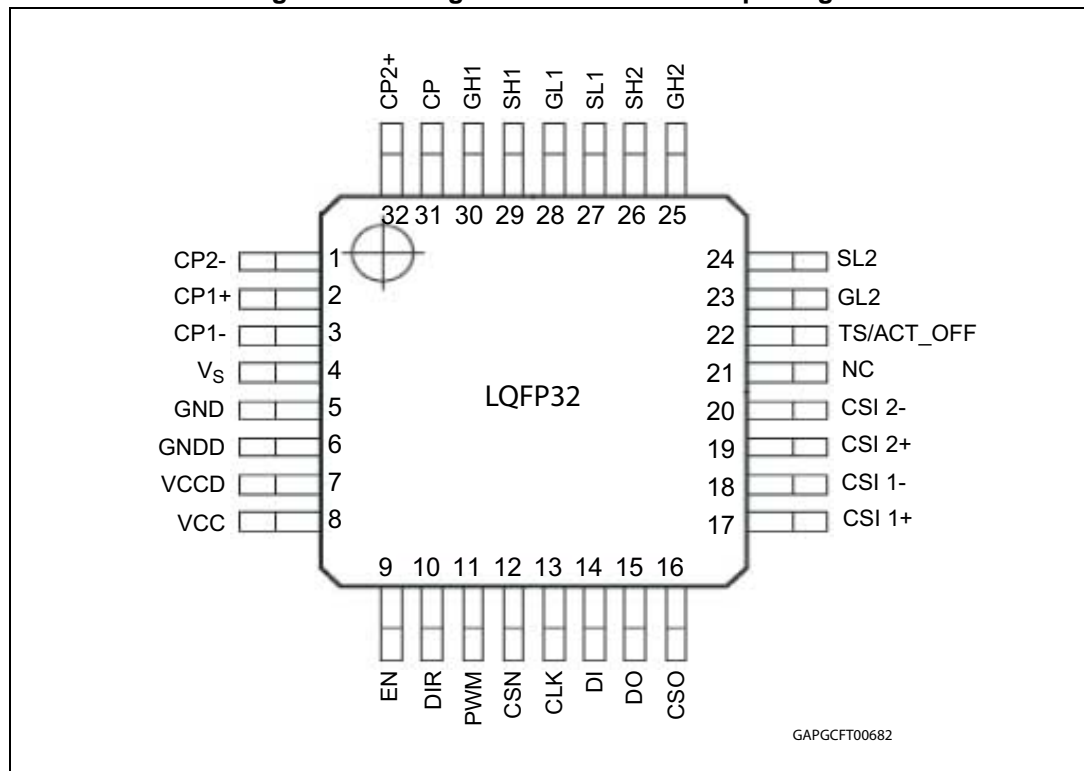 CP2+
CP
GH1
SH1
GL1
SL1
SH2
GH2
32 31 30 29 28 27 26 25
CP2- 1
CP1+ 2
CP1- 3
VS 4
GND 5
GNDD 6
VCCD 7
VCC 8
LQFP32
24 SL2
23 GL2
22 TS/ACT_OFF
21 NC
20 CSI 2-
19 CSI 2+
18 CSI 1-
17 CSI 1+
9 10 11 12 13 14 15 16
EN
DIR
PWM
CSN
CLK
DI
DO
CSO
GAPGCFT00682